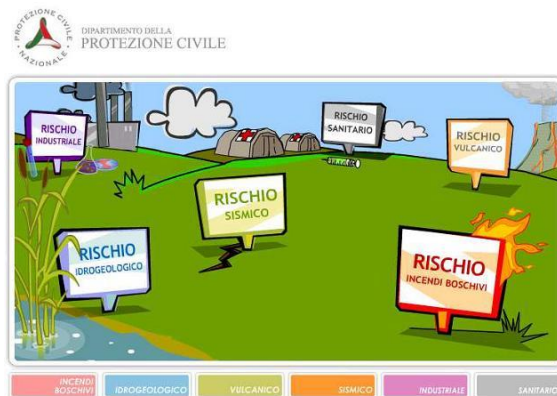 PROTEZIONE CIVILE
NAZIONALE
DIPARTIMENTO DELLA
PROTEZIONE CIVILE
RISCHIO
INDUSTRIALE
RISCHIO
SANITARIO
RISCHIO
VULCANICO
RISCHIO
SISMICO
RISCHIO
IDROGEOLOGICO
RISCHIO
INCENDI BOSCHIVI
INCENDI
BOSCHIVI
IDROGEOLOGICO
VULCANICO
SISMICO
INDUSTRIALE
SANITARIO